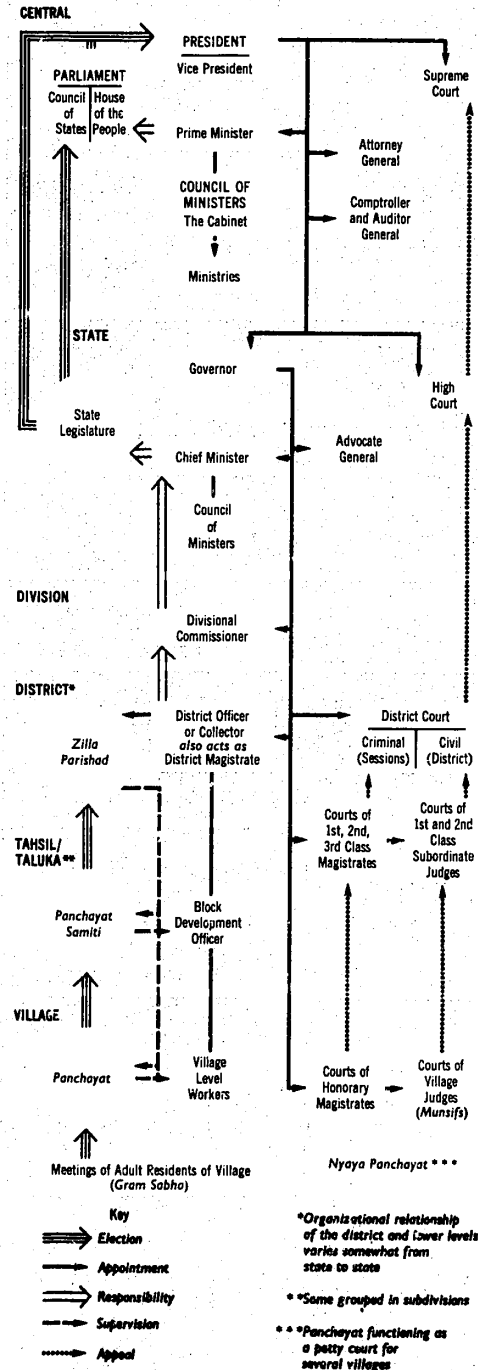 CENTRAL
PRESIDENT
Vice President
PARLIAMENT
Council of States
House of the People
Supreme Court
Prime Minister
Attorney General
COUNCIL OF MINISTERS
The Cabinet
Comptroller and Auditor General
Ministries
STATE
Governor
High Court
State Legislature
Chief Minister
Advocate General
Council of Ministers
DIVISION
Divisional Commissioner
DISTRICT*
Zilla Parishad
District Officer
or Collector
also acts as
District Magistrate
District Court
Criminal (Sessions)
Civil (District)
Courts of 1st, 2nd, 3rd Class Magistrates
Courts of 1st and 2nd Class Subordinate Judges
TAHSIL/
TALUKA**
Panchayat Samiti
Block Development Officer
VILLAGE
Panchayat
Village Level Workers
Courts of Honorary Magistrates
Courts of Village Judges (Munsifs)
Meetings of Adult Residents of Village
(Gram Sabha)
Nyaya Panchayat ***
Key
Election
Appointment
Responsibility
Supervision
Appeal
*Organizational relationship
of the district and lower levels
varies somewhat from
state to state
**Some grouped in subdivisions
***Panchayat functioning as
a petty court for
several villages